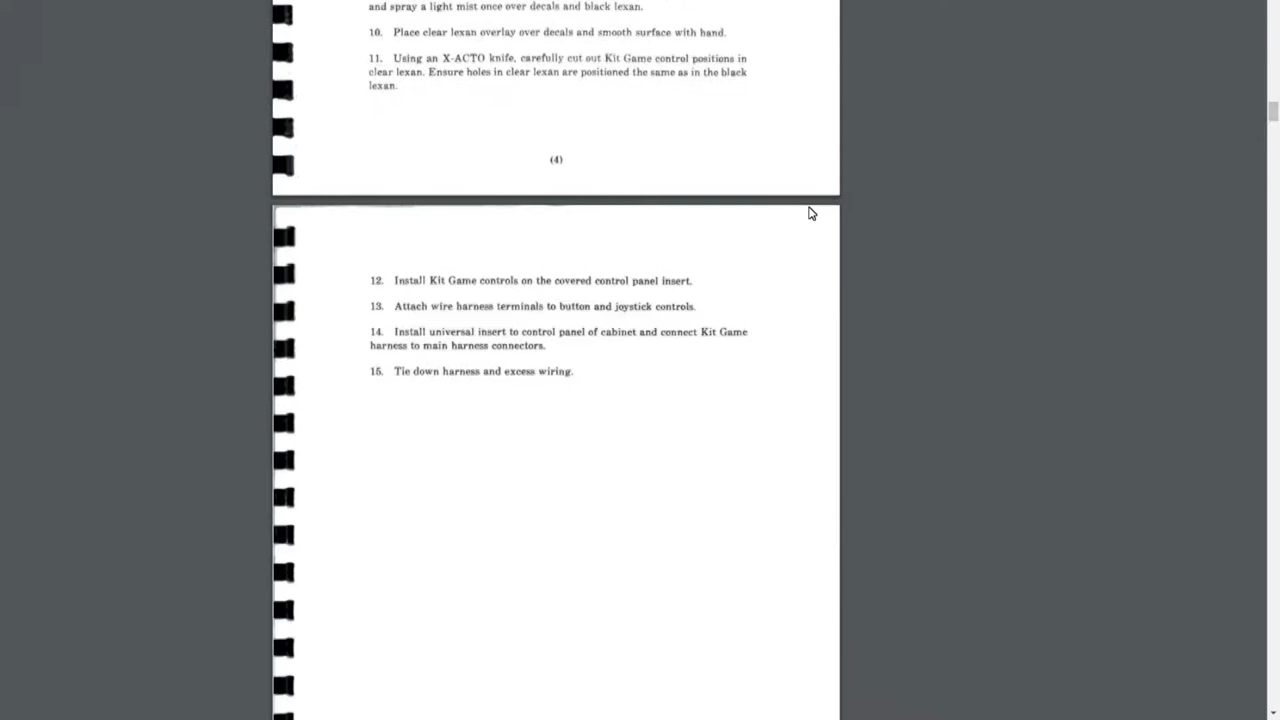 and spray a light mist once over decals and black lexan.
10. Place clear lexan overlay over decals and smooth surface with hand.
11. Using an X-ACTO knife, carefully cut out Kit Game control positions in
clear lexan. Ensure holes in clear lexan are positioned the same as in the black
lexan.
(4)
12. Install Kit Game controls on the covered control panel insert.
13. Attach wire harness terminals to button and joystick controls.
14. Install universal insert to control panel of cabinet and connect Kit Game
harness to main harness connectors.
15. Tie down harness and excess wiring.